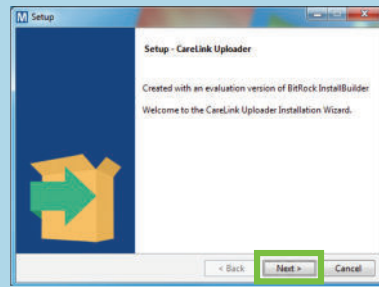 M Setup
Setup - CareLink Uploader
Created with an evaluation version of BitRock InstallBuilder
Welcome to the CareLink Uploader Installation Wizard.
< Back Next > Cancel